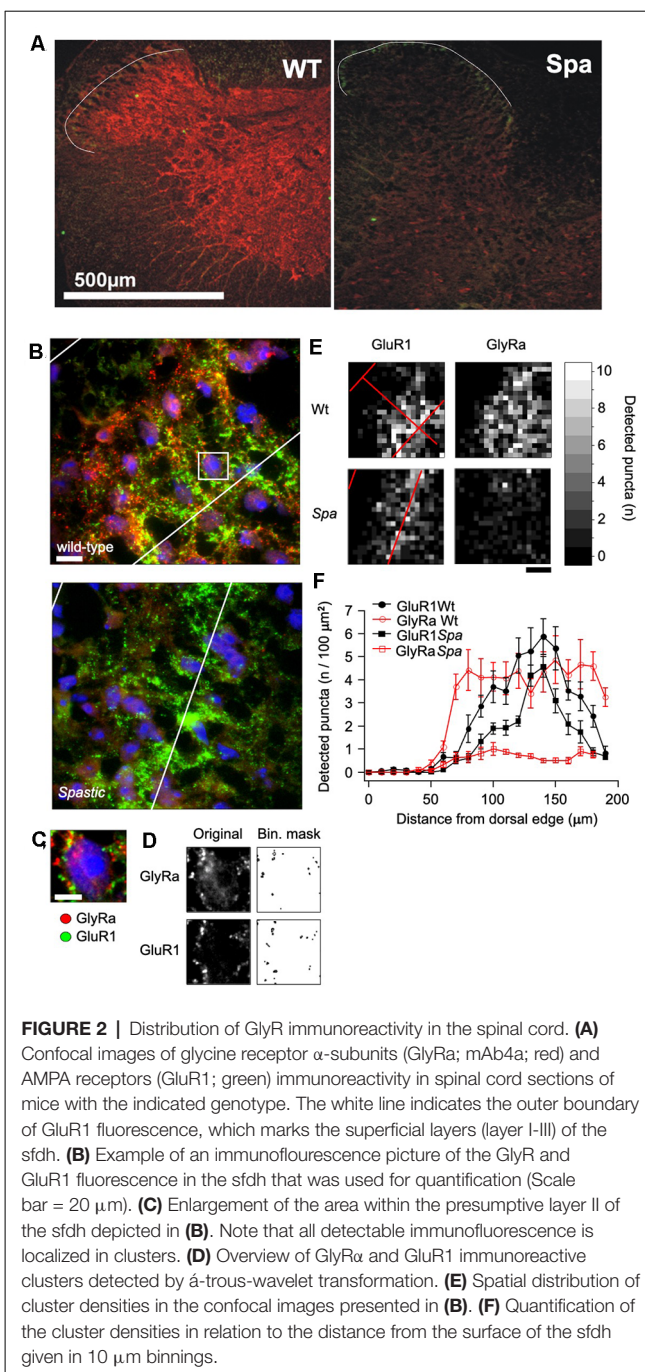 A
WT
Spa
500µm
B
wild-type
Spastic
E
GluR1
GlyRa
Wt
Spa
10
8
6
4
2
0
Detected puncta (n)
F
GluR1Wt
GlyRa Wt
GluR1Spa
GlyRaSpa
7
6
5
4
3
2
1
0
Detected puncta (n / 100 µm²)
0
50
100
150
200
Distance from dorsal edge (µm)
C
GlyRa
GluR1
D
Original
Bin. mask
GlyRa
GluR1
FIGURE 2 | Distribution of GlyR immunoreactivity in the spinal cord. (A)
Confocal images of glycine receptor α-subunits (GlyRa; mAb4a; red) and
AMPA receptors (GluR1; green) immunoreactivity in spinal cord sections of
mice with the indicated genotype. The white line indicates the outer boundary
of GluR1 fluorescence, which marks the superficial layers (layer I-III) of the
sfdh. (B) Example of an immunoflourescence picture of the GlyR and
GluR1 fluorescence in the sfdh that was used for quantification (Scale
bar = 20 µm). (C) Enlargement of the area within the presumptive layer II of
the sfdh depicted in (B). Note that all detectable immunofluorescence is
localized in clusters. (D) Overview of GlyRα and GluR1 immunoreactive
clusters detected by á-trous-wavelet transformation. (E) Spatial distribution of
cluster densities in the confocal images presented in (B). (F) Quantification of
the cluster densities in relation to the distance from the surface of the sfdh
given in 10 µm binnings.